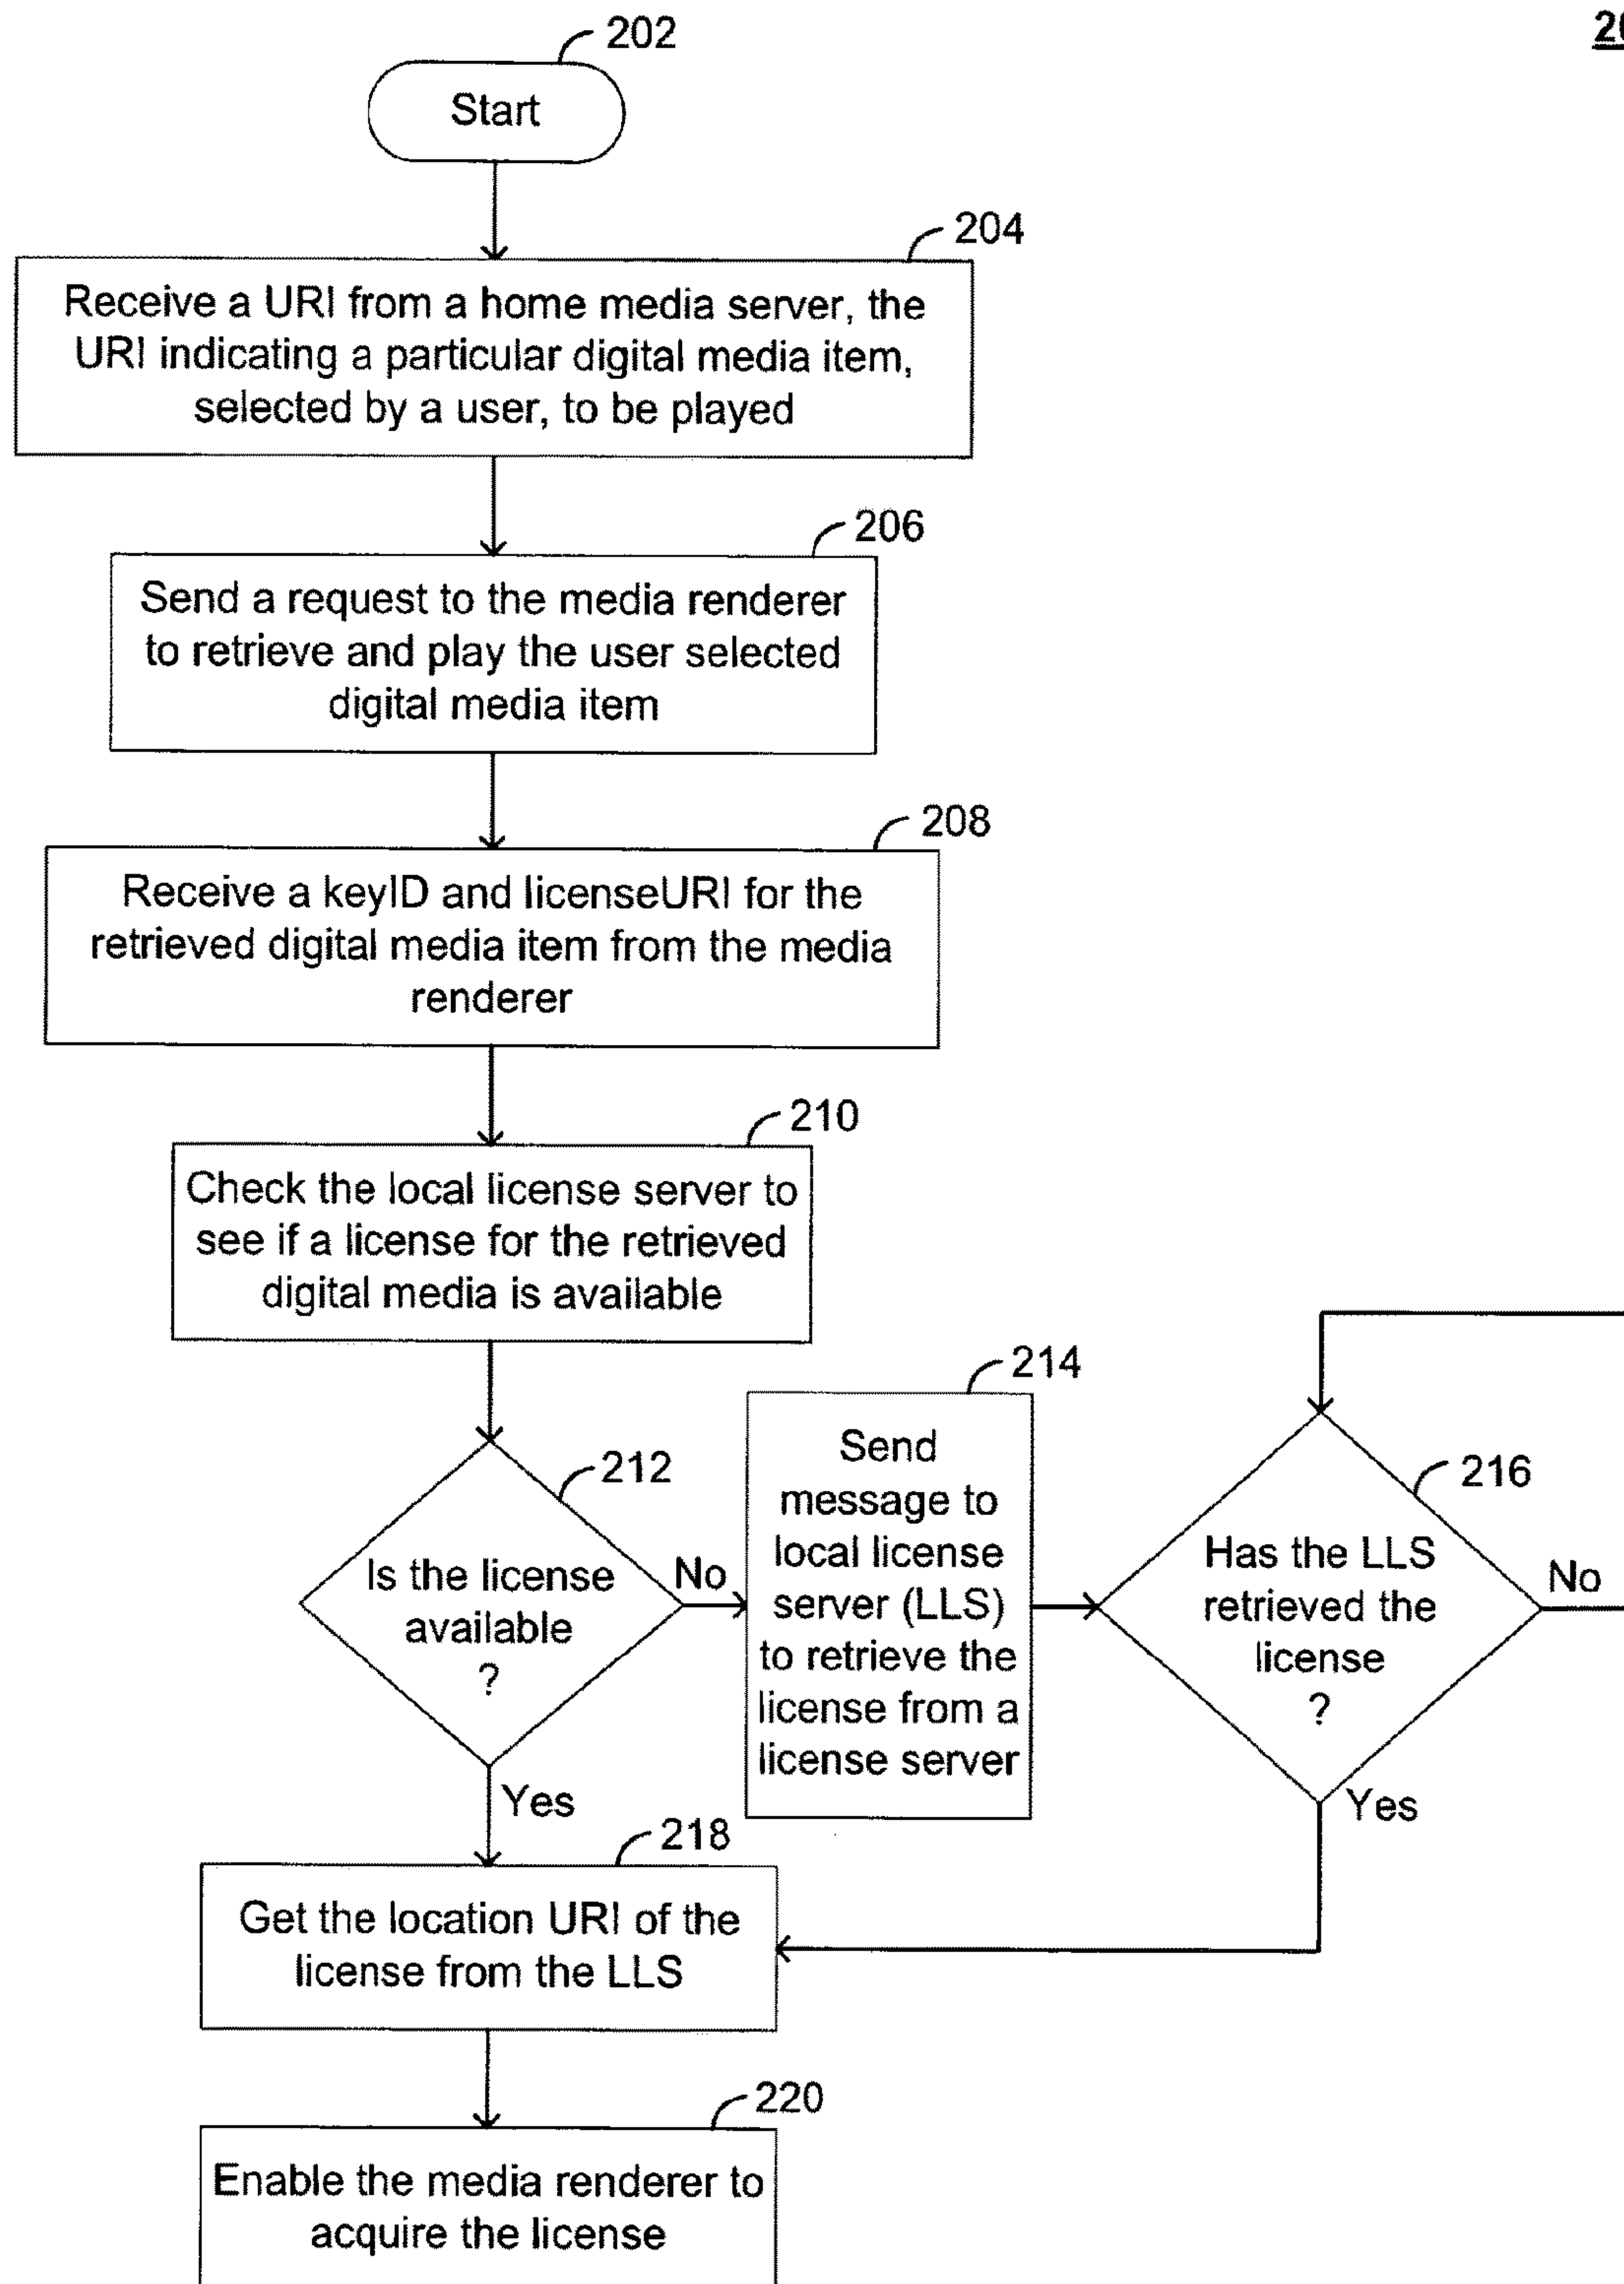 202
20
Start
204
Receive a URI from a home media server, the
URI indicating a particular digital media item,
selected by a user, to be played
206
Send a request to the media renderer
to retrieve and play the user selected
digital media item
208
Receive a keyID and licenseURI for the
retrieved digital media item from the media
renderer
210
Check the local license server to
see if a license for the retrieved
digital media is available
212
Is the license
available
?
No
Yes
214
Send
message to
local license
server (LLS)
to retrieve the
license from a
license server
216
Has the LLS
retrieved the
license
?
No
Yes
218
Get the location URI of the
license from the LLS
220
Enable the media renderer to
acquire the license